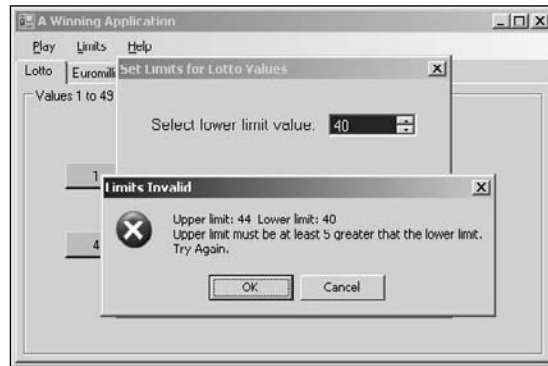 A Winning Application
Play Limits Help
Lotto Euromilli
Set Limits for Lotto Values
Values 1 to 49
Select lower limit value: 40
1
Limits Invalid
Upper limit: 44 Lower limit: 40
Upper limit must be at least 5 greater that the lower limit.
Try Again.
4
OK Cancel